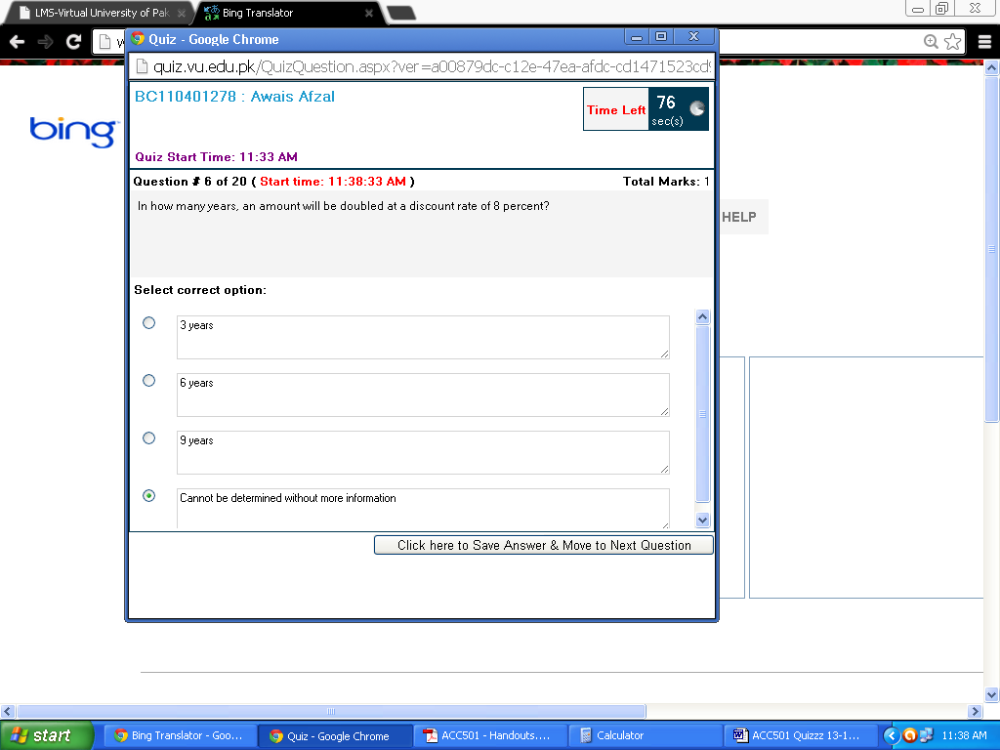 LMS-Virtual University of Pak
Bing Translator
Quiz - Google Chrome
quiz.vu.edu.pk/QuizQuestion.aspx?ver=a00879dc-c12e-47ea-afdc-cd1471523cd
bing
BC110401278 : Awais Afzal
Time Left 76 sec(s)
Quiz Start Time: 11:33 AM
Question # 6 of 20 ( Start time: 11:38:33 AM ) Total Marks: 1
In how many years, an amount will be doubled at a discount rate of 8 percent?
HELP
Select correct option:
3 years
6 years
9 years
Cannot be determined without more information
Click here to Save Answer & Move to Next Question
start
Bing Translator - Goo...
Quiz - Google Chrome
ACC501 - Handouts....
Calculator
ACC501 Quizzz 13-1...
11:38 AM